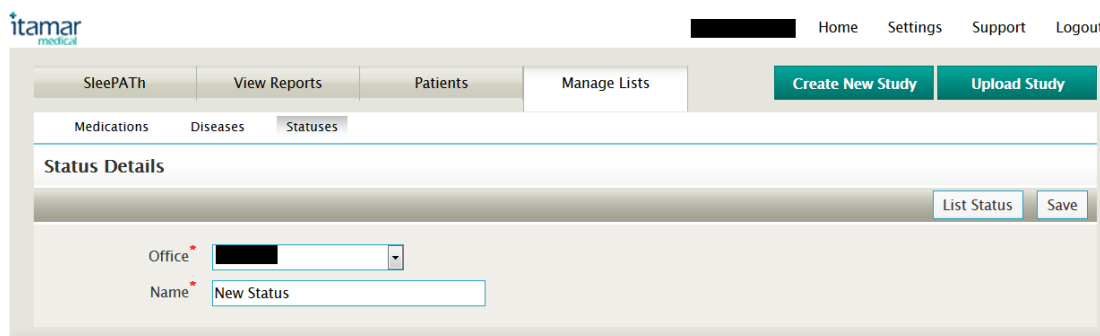 itamar
medical
Home Settings Support Logout
SleePATh View Reports Patients Manage Lists Create New Study Upload Study
Medications Diseases Statuses
Status Details
List Status Save
Office*
Name* New Status